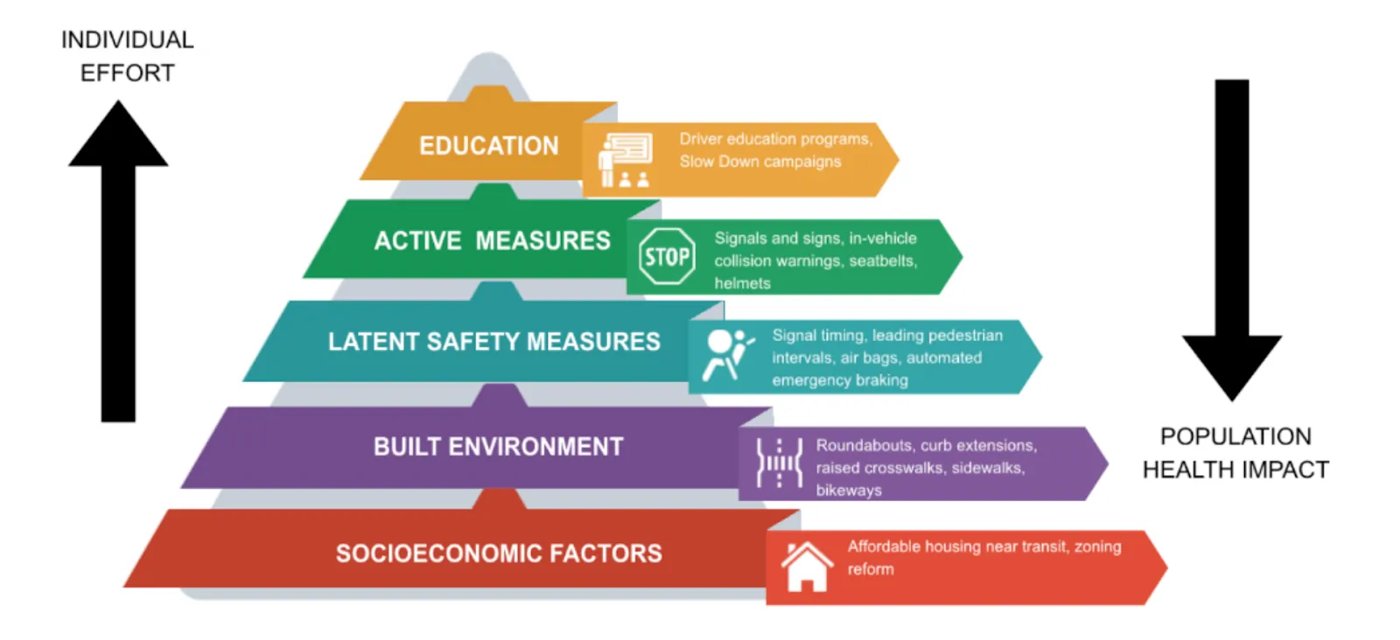 INDIVIDUAL
EFFORT
EDUCATION
Driver education programs,
Slow Down campaigns
ACTIVE MEASURES
STOP
Signals and signs, in-vehicle
collision warnings, seatbelts,
helmets
LATENT SAFETY MEASURES
Signal timing, leading pedestrian
intervals, air bags, automated
emergency braking
BUILT ENVIRONMENT
Roundabouts, curb extensions,
raised crosswalks, sidewalks,
bikeways
POPULATION
HEALTH IMPACT
SOCIOECONOMIC FACTORS
Affordable housing near transit, zoning
reform